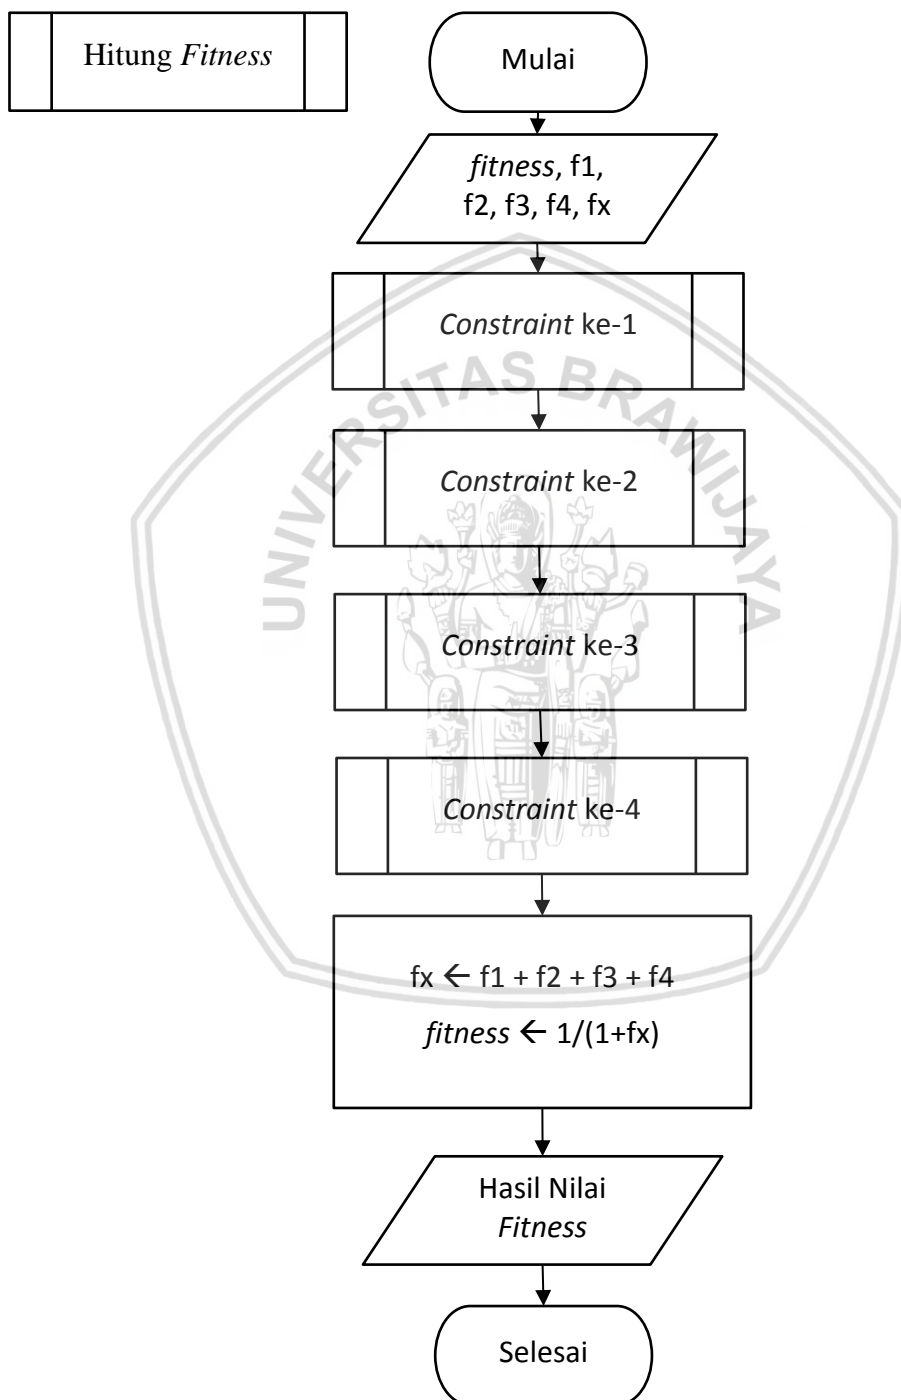 Hitung Fitness
Mulai
fitness, f1,
f2, f3, f4, fx
Constraint ke-1
UNIVERSITAS BRAWIJAYA
Constraint ke-2
Constraint ke-3
Constraint ke-4
fx ← f1 + f2 + f3 + f4
fitness ← 1/(1+fx)
Hasil Nilai
Fitness
Selesai